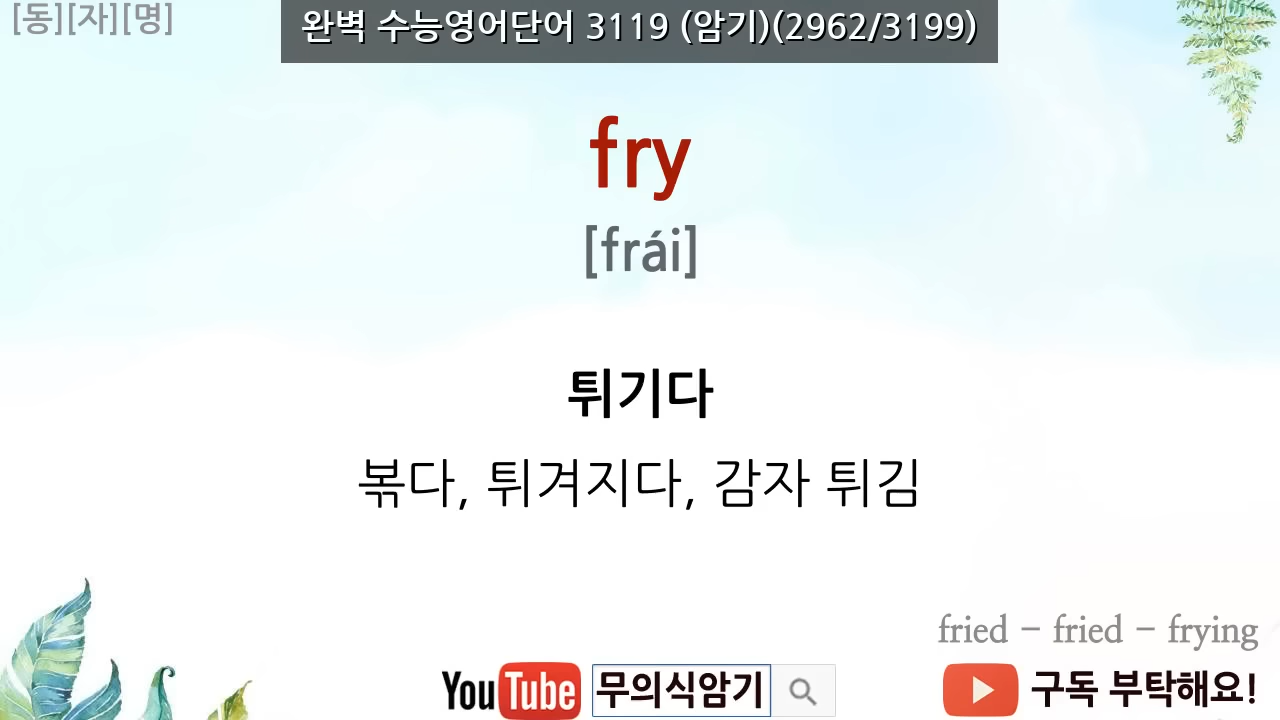 [동][자][명]
완벽 수능영어단어 3119 (암기)(2962/3199)
fry
[frái]
튀기다
볶다, 튀겨지다, 감자 튀김
fried - fried - frying
YouTube 무의식암기
구독 부탁해요!